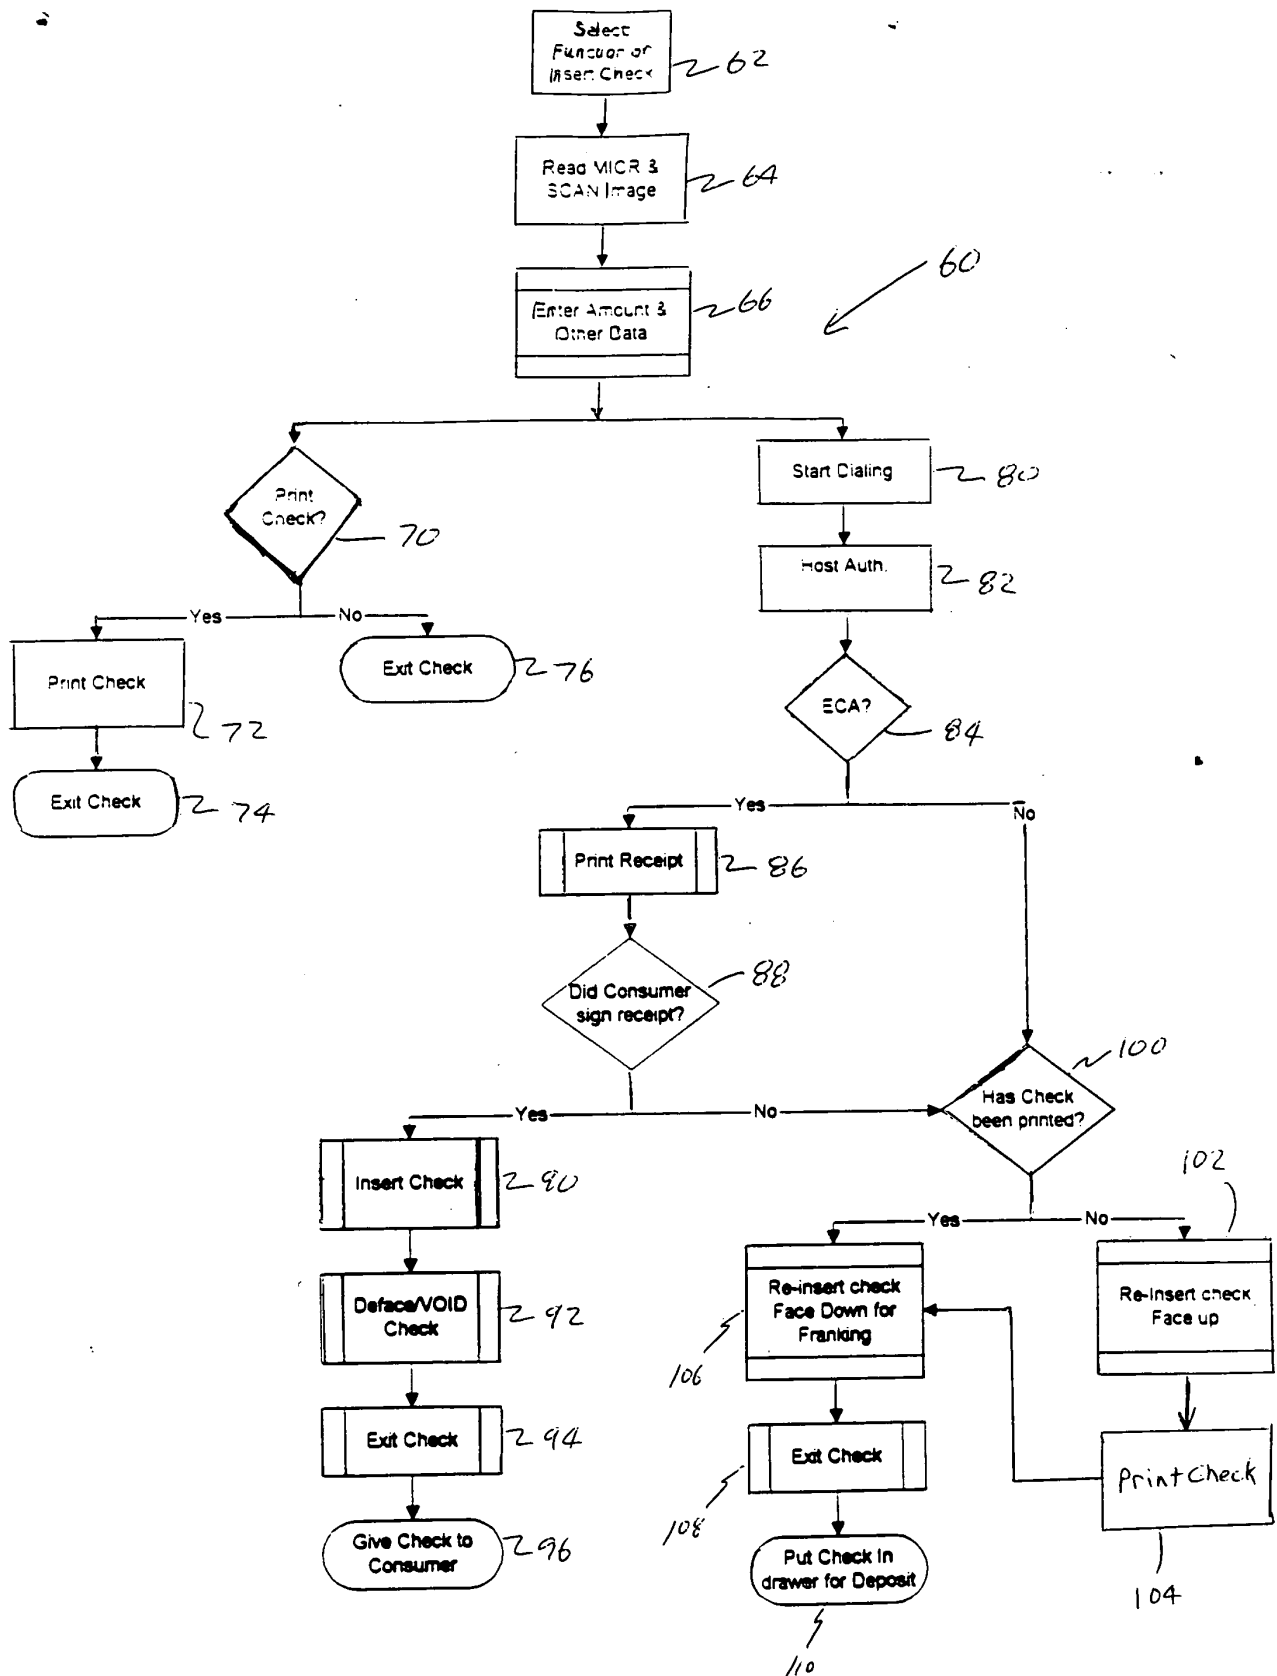 Select
Function or
Insert Check
62
Read MICR &
SCAN Image
64
60
Enter Amount &
Other Data
66
Print
Check?
70
Start Dialing
80
Host Auth.
82
Yes
No
Print Check
72
Exit Check
76
ECA?
84
Exit Check
74
Yes
No
Print Receipt
86
Did Consumer
sign receipt?
88
Has Check
been printed?
100
Yes
No
Insert Check
90
102
Yes
No
Deface/VOID
Check
92
Re-insert check
Face Down for
Franking
106
Re-Insert check
Face up
Exit Check
94
Exit Check
108
Print Check
104
Give Check to
Consumer
96
Put Check In
drawer for Deposit
110